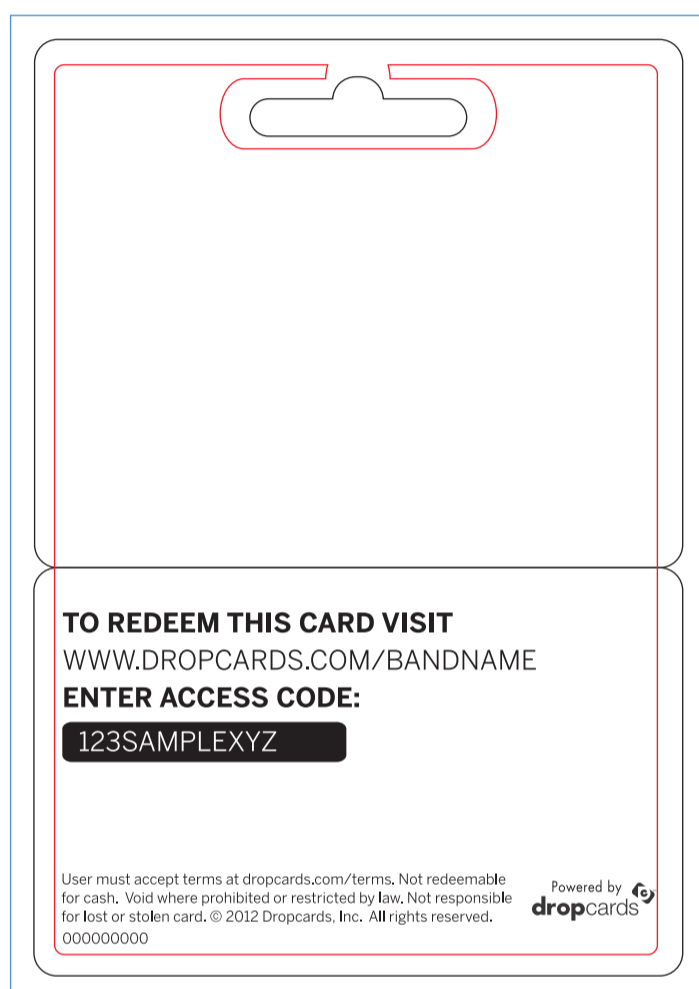 TO REDEEM THIS CARD VISIT
WWW.DROPCARDS.COM/BANDNAME
ENTER ACCESS CODE:
123SAMPLEXYZ
User must accept terms at dropcards.com/terms. Not redeemable
for cash. Void where prohibited or restricted by law. Not responsible
for lost or stolen card. © 2012 Dropcards, Inc. All rights reserved.
000000000
Powered by
dropcards